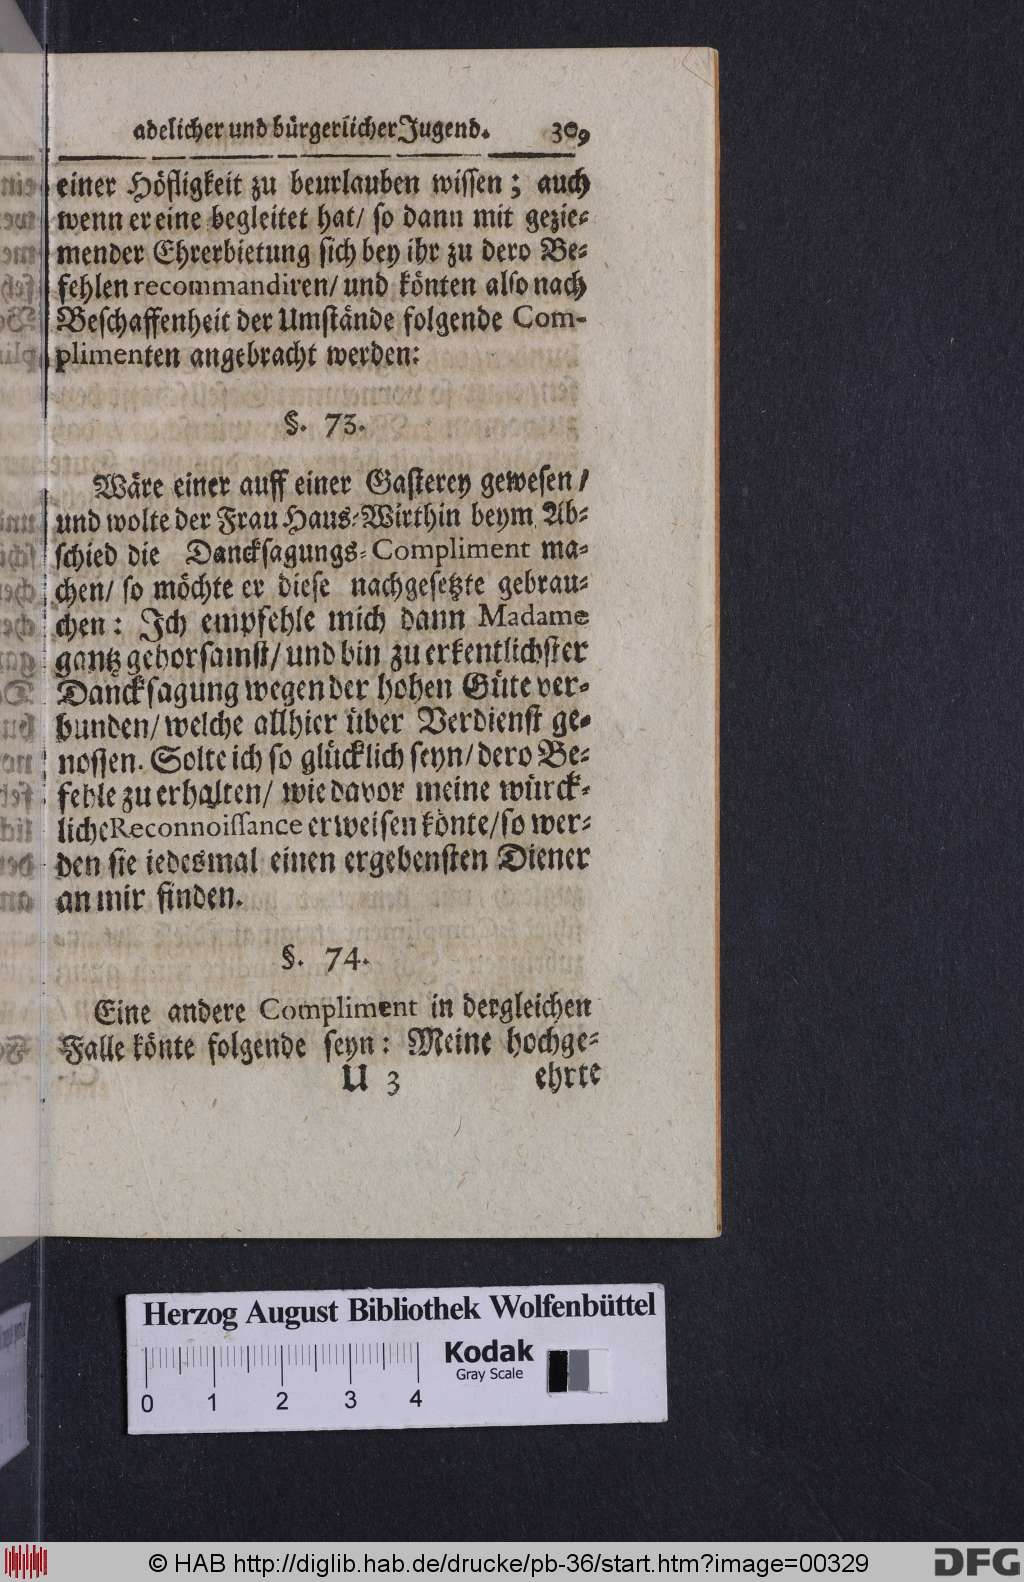 adelicher und bürgerlicher Jugend. 309
einer Höfligkeit zu beurlauben wissen; auch
wenn er eine begleitet hat/ so dann mit gezie-
mender Ehrerbietung sich bey ihr zu dero Be-
fehlen recommandiren/ und könten also nach
Beschaffenheit der Umstände folgende Com-
plimenten angebracht werden:
§. 73.
Wäre einer auff einer Gasterey gewesen/
und wolte der Frau Haus-Wirthin beym Ab-
schied die Dancksagungs-Compliment ma-
chen/ so möchte er diese nachgesetzte gebrau-
chen: Ich empfehle mich dann Madame
gantz gehorsamst/ und bin zu erkentlichster
Dancksagung wegen der hohen Güte ver-
bunden/ welche allhier über Verdienst ge-
nossen. Solte ich so glücklich seyn/ dero Be-
fehle zu erhalten/ wie davor meine würck-
liche Reconnoissance erweisen könte/ so wer-
den sie iedesmal einen ergebensten Diener
an mir finden.
§. 74.
Eine andere Compliment in dergleichen
Falle könte folgende seyn: Meine hochge-
U 3 ehrte
Herzog August Bibliothek Wolfenbüttel
Kodak
Gray Scale
0 1 2 3 4
© HAB http://diglib.hab.de/drucke/pb-36/start.htm?image=00329
DFG